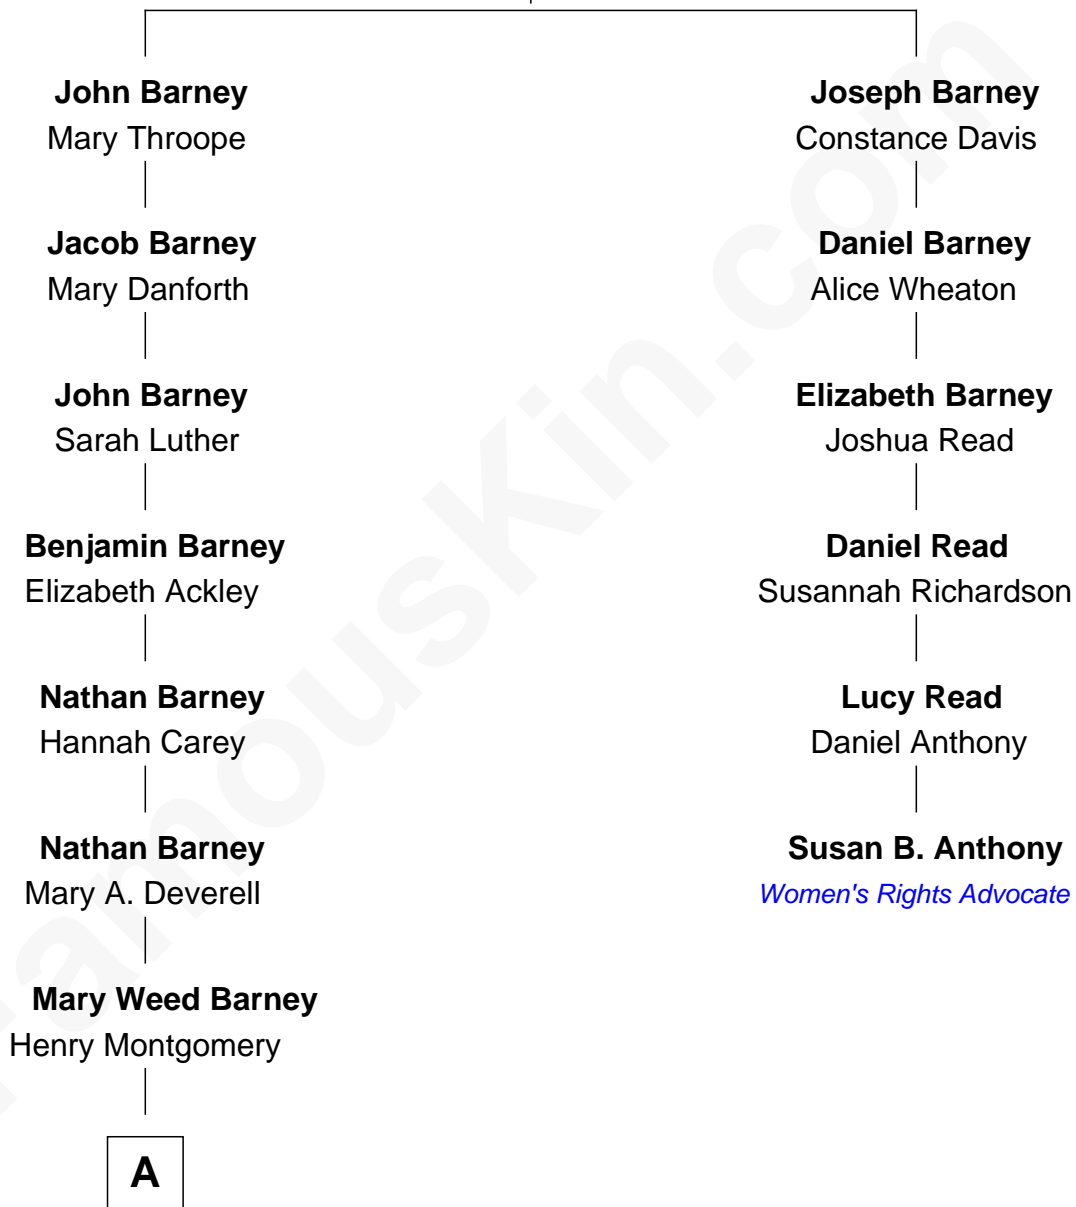 John Barney
Mary Throope
Jacob Barney
Mary Danforth
John Barney
Sarah Luther
Benjamin Barney
Elizabeth Ackley
Nathan Barney
Hannah Carey
Nathan Barney
Mary A. Deverell
Mary Weed Barney
Henry Montgomery
A
Joseph Barney
Constance Davis
Daniel Barney
Alice Wheaton
Elizabeth Barney
Joshua Read
Daniel Read
Susannah Richardson
Lucy Read
Daniel Anthony
Susan B. Anthony
Women's Rights Advocate
FamousKin.com